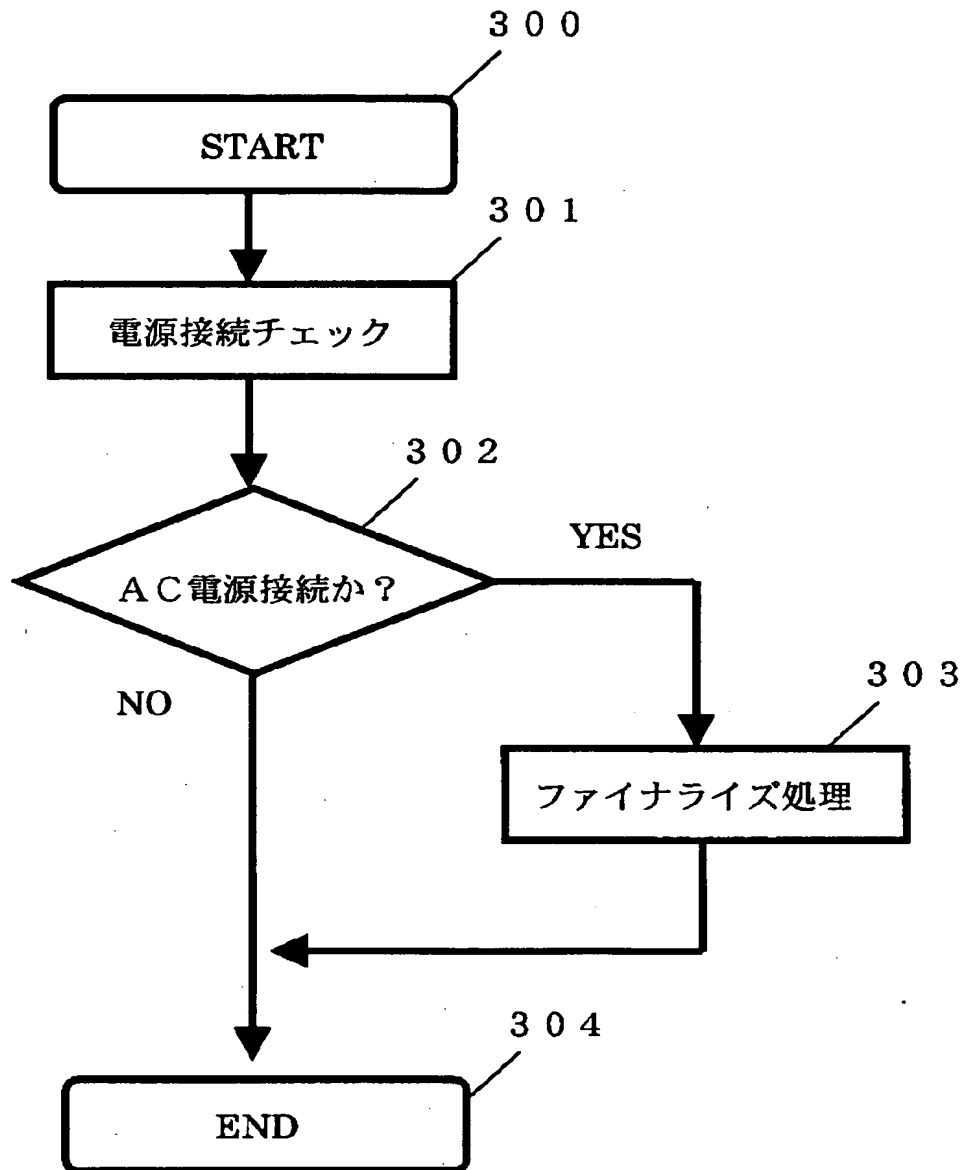 ３００
START
３０１
電源接続チェック
３０２
ＡＣ電源接続か？
YES
NO
３０３
ファイナライズ処理
３０４
END